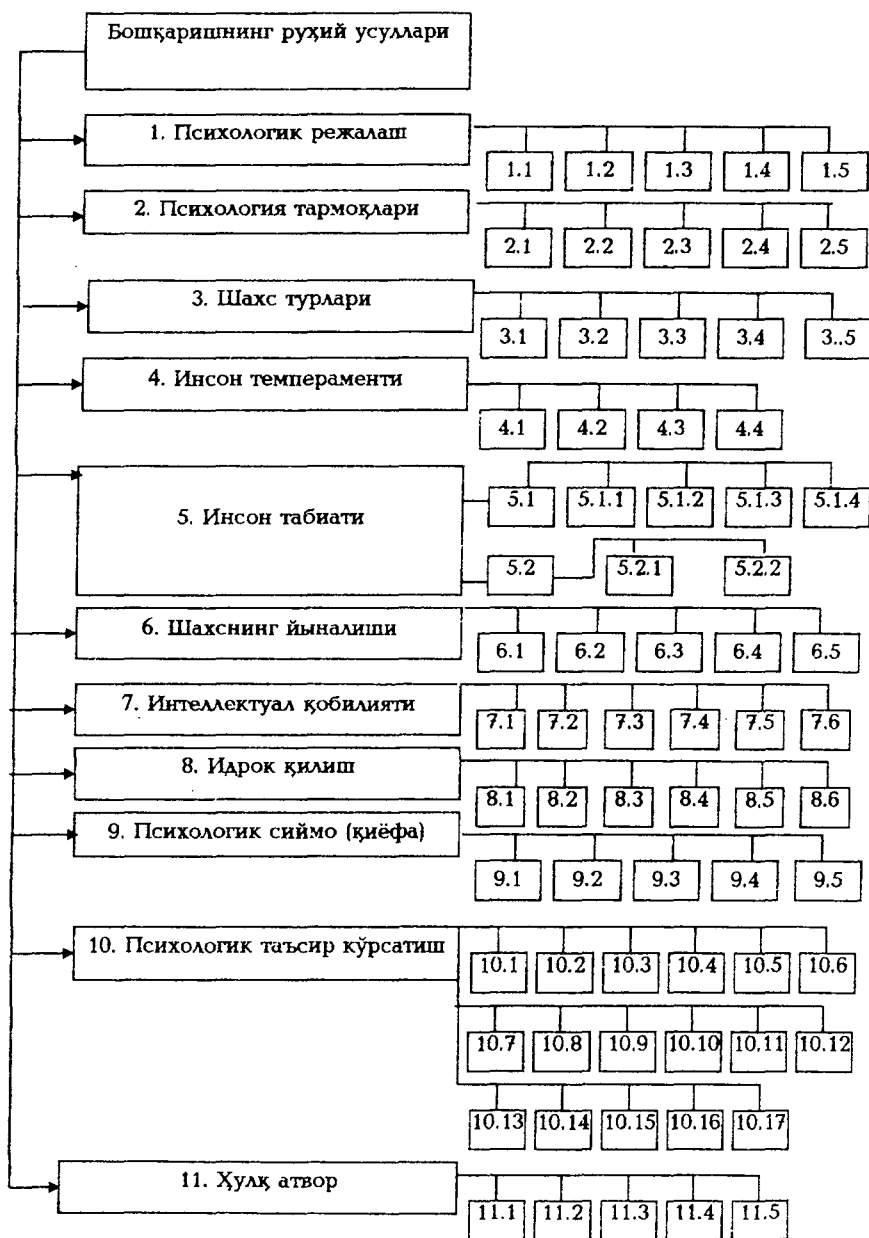 Бошқаришнинг руҳий усуллари
1. Психологик режалаш
1.1 1.2 1.3 1.4 1.5
2. Психология тармоқлари
2.1 2.2 2.3 2.4 2.5
3. Шахс турлари
3.1 3.2 3.3 3.4 3..5
4. Инсон темпераменти
4.1 4.2 4.3 4.4
5. Инсон табиати
5.1 5.1.1 5.1.2 5.1.3 5.1.4
5.2 5.2.1 5.2.2
6. Шахснинг йыналиши
6.1 6.2 6.3 6.4 6.5
7. Интеллектуал қобилияти
7.1 7.2 7.3 7.4 7.5 7.6
8. Идрок қилиш
8.1 8.2 8.3 8.4 8.5 8.6
9. Психологик сиймо (қиёфа)
9.1 9.2 9.3 9.4 9.5
10. Психологик таъсир кўрсатиш
10.1 10.2 10.3 10.4 10.5 10.6
10.7 10.8 10.9 10.10 10.11 10.12
10.13 10.14 10.15 10.16 10.17
11. Ҳулқ атвор
11.1 11.2 11.3 11.4 11.5